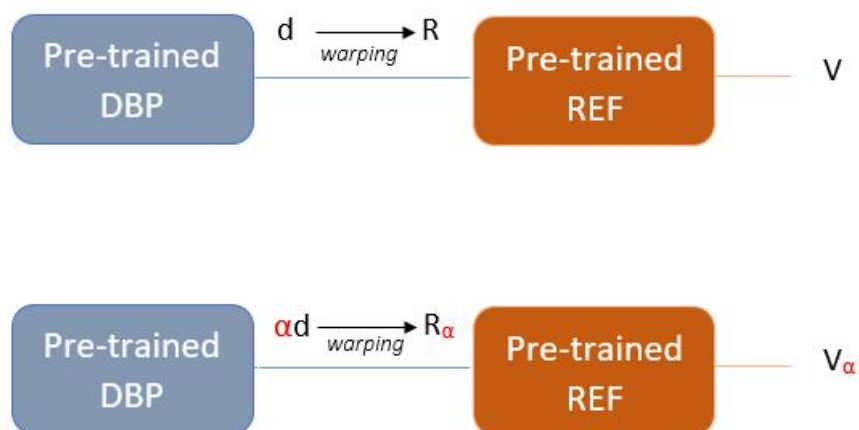 Pre-trained
DBP
d R
warping
Pre-trained
REF
V
Pre-trained
DBP
αd Rα
warping
Pre-trained
REF
Vα